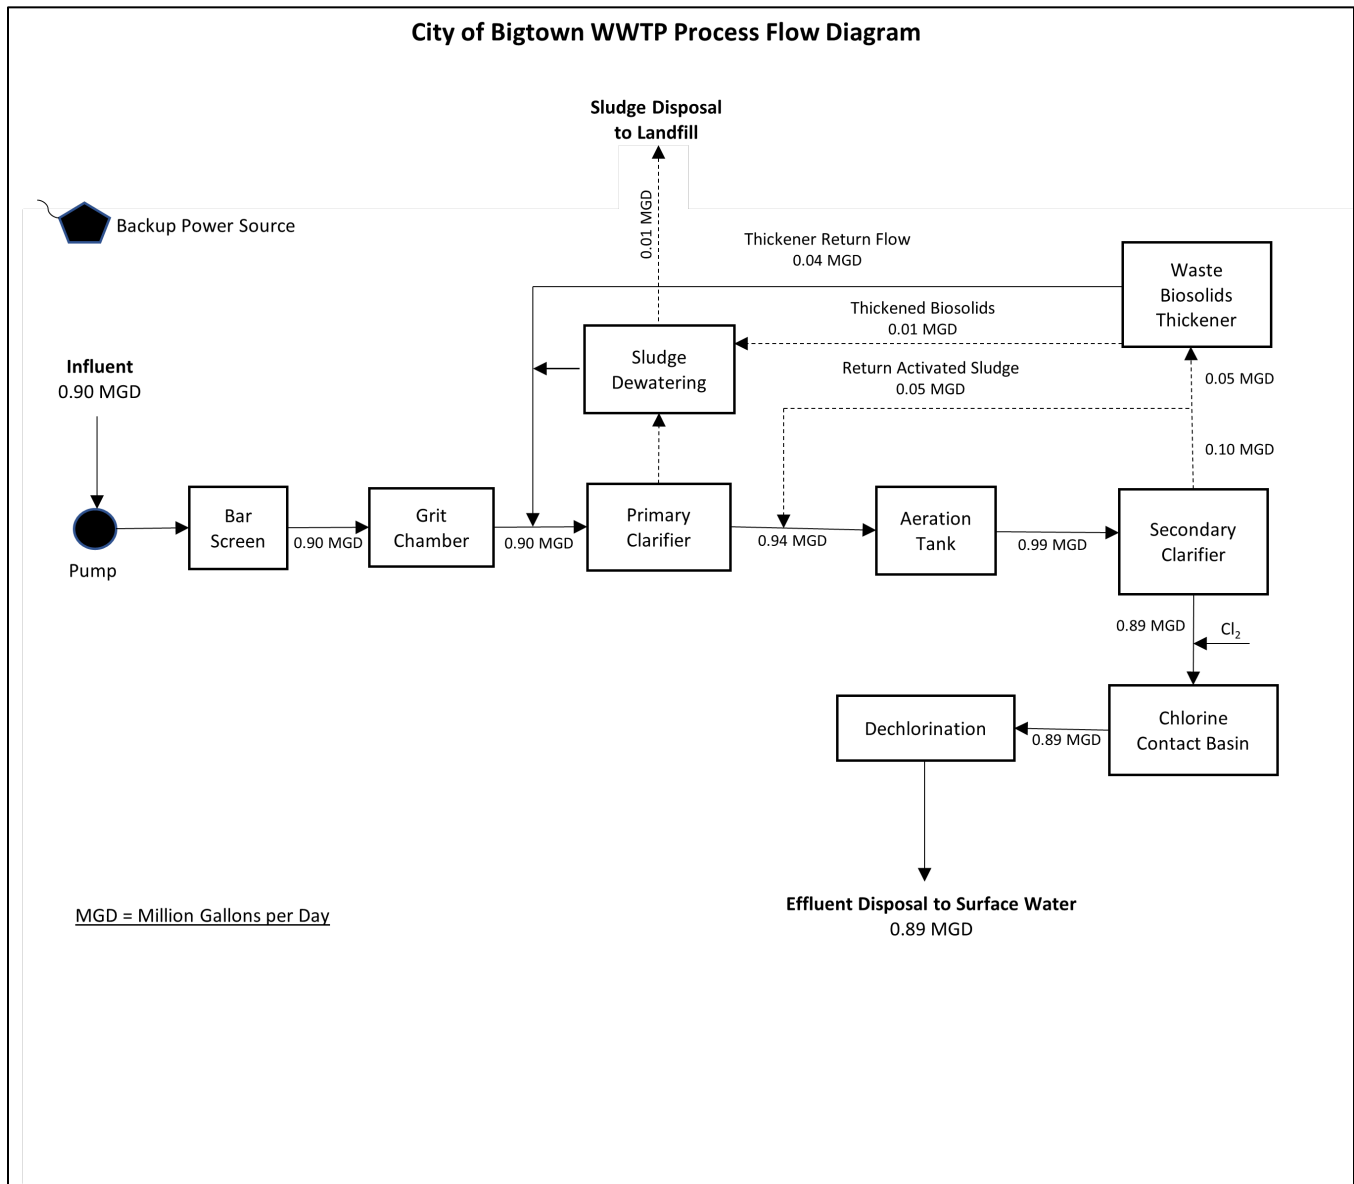 City of Bigtown WWTP Process Flow Diagram
Sludge Disposal
to Landfill
0.01 MGD
Backup Power Source
Thickener Return Flow
0.04 MGD
Waste
Biosolids
Thickener
Thickened Biosolids
0.01 MGD
Sludge
Dewatering
Return Activated Sludge
0.05 MGD
0.05 MGD
Influent
0.90 MGD
0.10 MGD
Pump
Bar
Screen
0.90 MGD
Grit
Chamber
0.90 MGD
Primary
Clarifier
0.94 MGD
Aeration
Tank
0.99 MGD
Secondary
Clarifier
0.89 MGD
Cl₂
Chlorine
Contact Basin
0.89 MGD
Dechlorination
Effluent Disposal to Surface Water
0.89 MGD
MGD = Million Gallons per Day